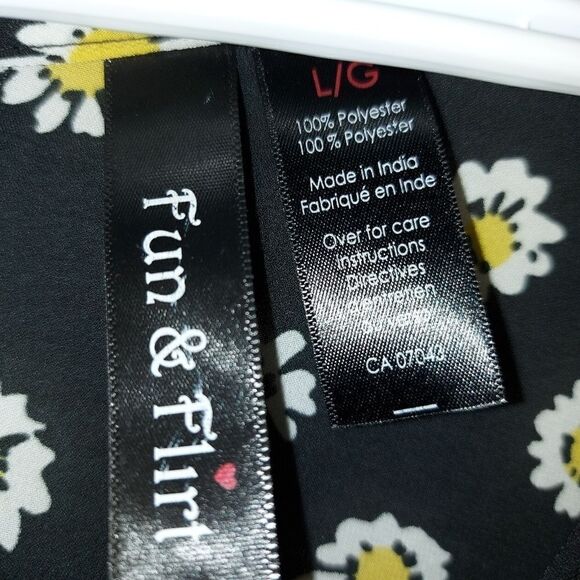 Fun & Flirt
L/G
100% Polyester
100 % Polyester
Made in India
Fabriqué en Inde
Over for care
instructions
Directives
CA 07043